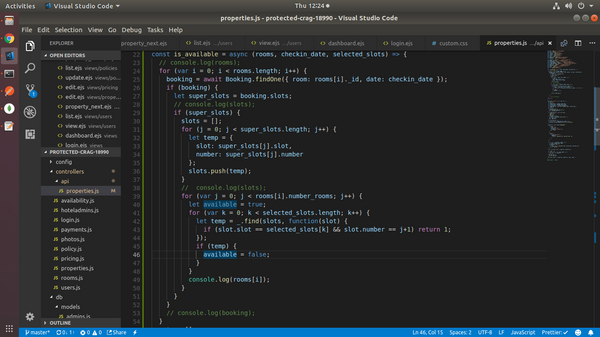 Activities
Visual Studio Code
Thu 12:24
properties.js - protected-crag-18990 - Visual Studio Code
File Edit Selection View Go Debug Tasks Help
EXPLORER
OPEN EDITORS
list.ejs views/policies
update.ejs
edit.ejs views/pricing
edit.ejs
property_next.ejs
list.ejs views/users
view.ejs views/users
dashboard.ejs views
login.ejs
PROTECTED-CRAG-18990
config
controllers
api
properties.js M
availability.js
hoteladmins.js
login.js
payments.js
photos.js
policy.js
pricing.js
properties.js
rooms.js
users.js
db
models
admins.js
OUTLINE
property_next.ejs list.ejs views/users view.ejs views/users dashboard.ejs login.ejs custom.css properties.js .../api
22 const is_available = async (rooms, checkin_date, selected_slots) => {
23 // console.log(rooms);
24 for (var i = 0; i < rooms.length; i++) {
25 booking = await Booking.findOne({ room: rooms[i]._id, date: checkin_date });
26 if (booking) {
27 let super_slots = booking.slots;
28 // console.log(slots);
29 if (super_slots) {
30 slots = [];
31 for (j = 0; j < super_slots.length; j++) {
32 let temp = {
33 slot: super_slots[j].slot,
34 number: super_slots[j].number
35 };
36 slots.push(temp);
37 }
38 // console.log(slots);
39 for (var j = 0; j < rooms[i].number_rooms; j++) {
40 let available = true;
41 for (var k = 0; k < selected_slots.length; k++) {
42 let temp = _.find(slots, function(slot) {
43 if (slot.slot == selected_slots[k] && slot.number == j+1) return 1;
44 });
45 if (temp) {
46 available = false;
47 }
48 }
49 console.log(rooms[i]);
50 }
51 }
52 }
53 // console.log(booking);
54 }
master* 0↓ 1↑ 0 0 Share Ln 46, Col 15 Spaces: 2 UTF-8 LF JavaScript Prettier: ✓